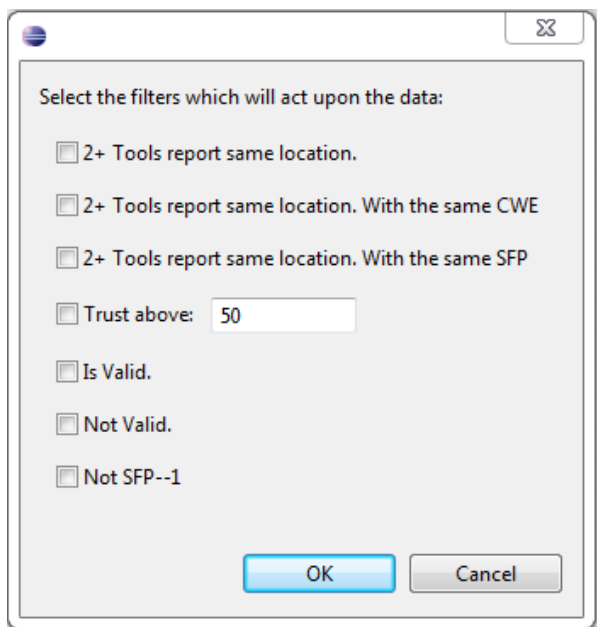 Select the filters which will act upon the data:
2+ Tools report same location.
2+ Tools report same location. With the same CWE
2+ Tools report same location. With the same SFP
Trust above: 50
Is Valid.
Not Valid.
Not SFP--1
OK Cancel